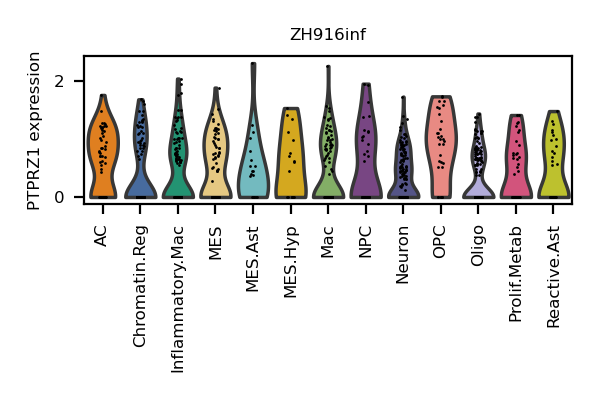 ZH916inf
PTPRZ1 expression
2
0
AC
Chromatin.Reg
Inflammatory.Mac
MES
MES.Ast
MES.Hyp
Mac
NPC
Neuron
OPC
Oligo
Prolif.Metab
Reactive.Ast